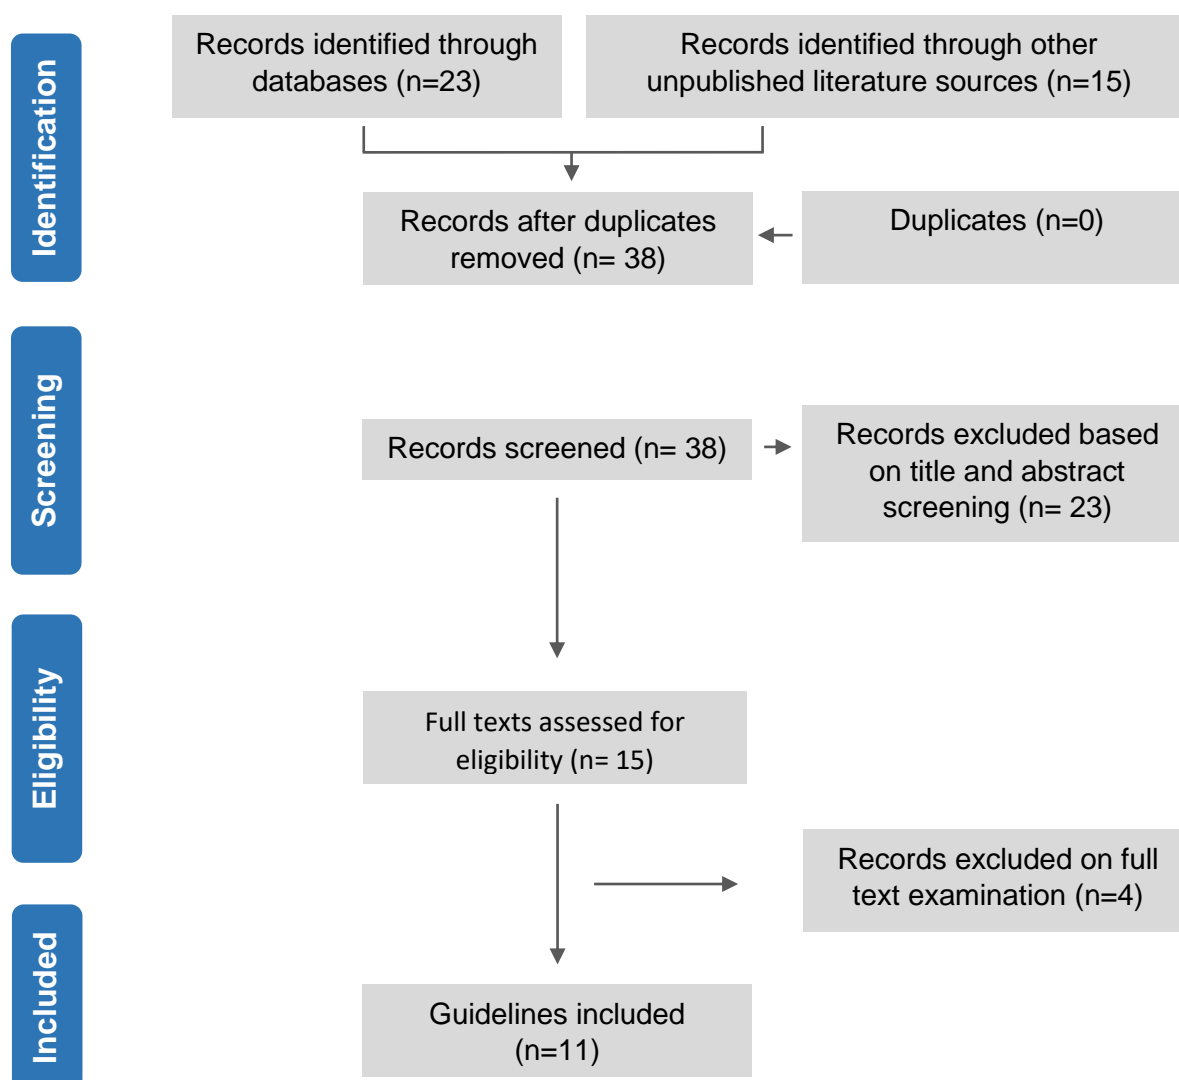 Identification
Records identified through
databases (n=23)
Records identified through other
unpublished literature sources (n=15)
Records after duplicates
removed (n= 38)
Duplicates (n=0)
Screening
Records screened (n= 38)
Records excluded based
on title and abstract
screening (n= 23)
Eligibility
Full texts assessed for
eligibility (n= 15)
Records excluded on full
text examination (n=4)
Included
Guidelines included
(n=11)